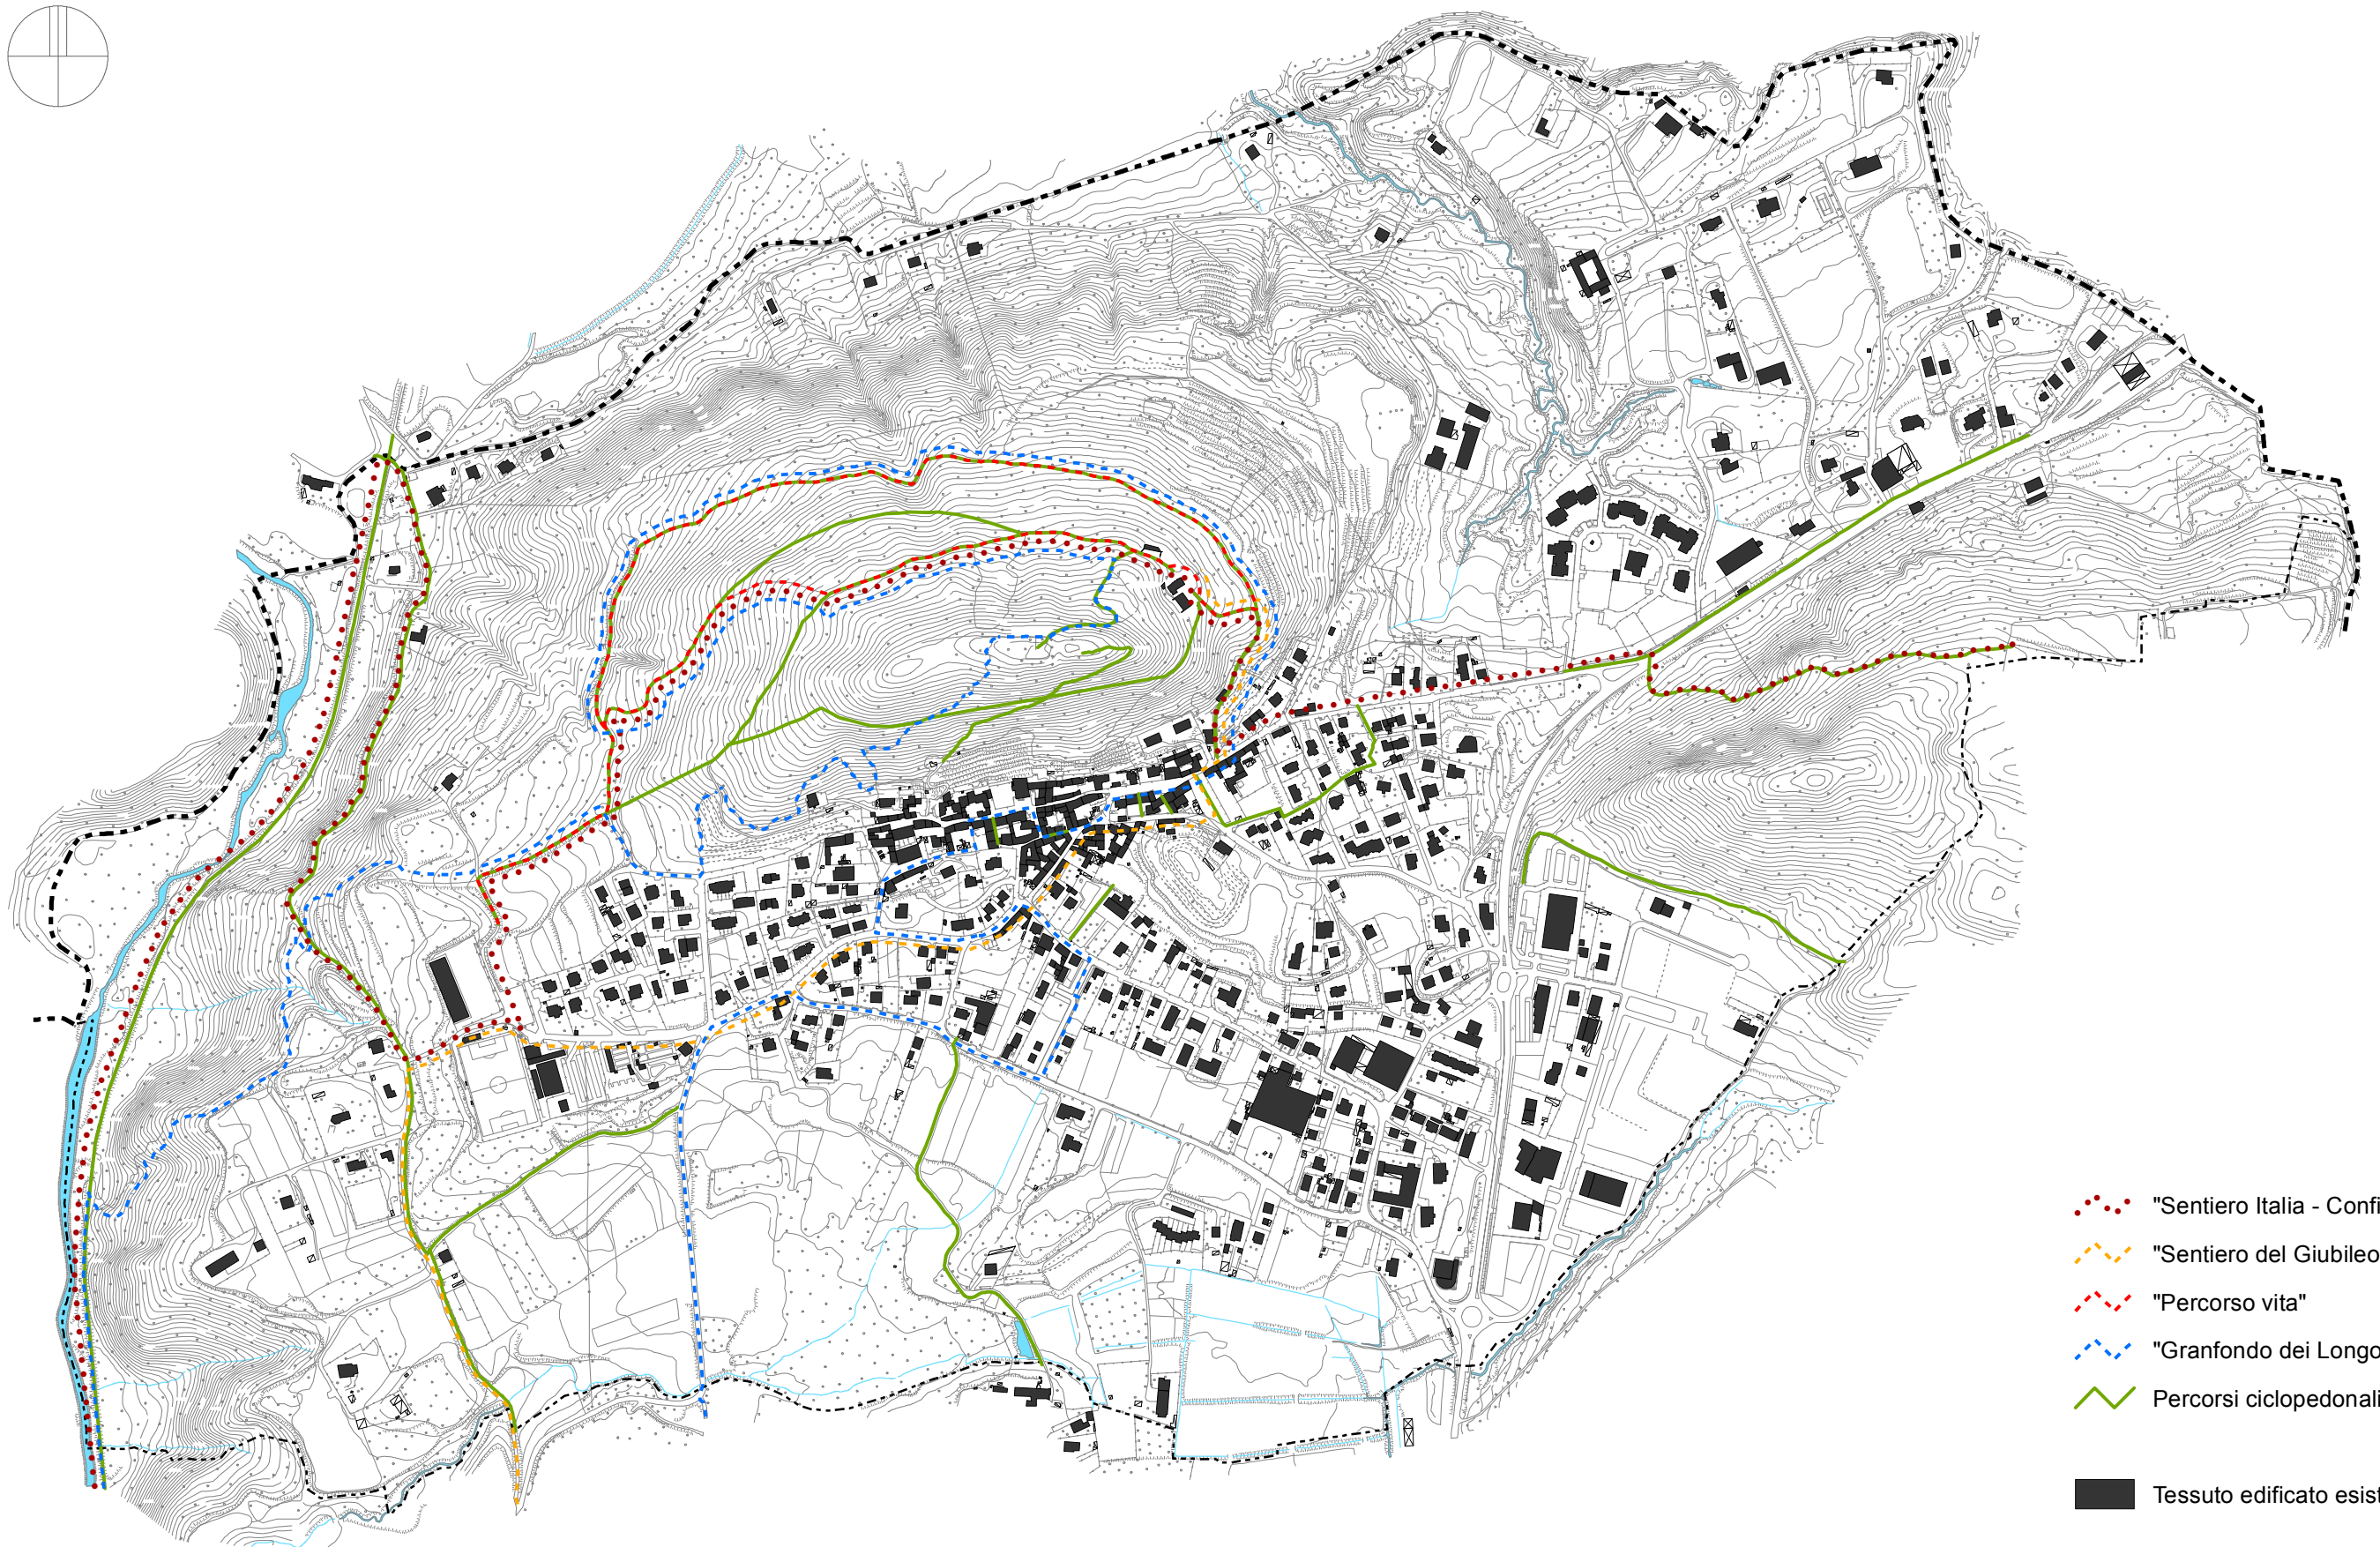 "Sentiero Italia - Confi
"Sentiero del Giubileo
"Percorso vita"
"Granfondo dei Longo
Percorsi ciclopedonali
Tessuto edificato esist